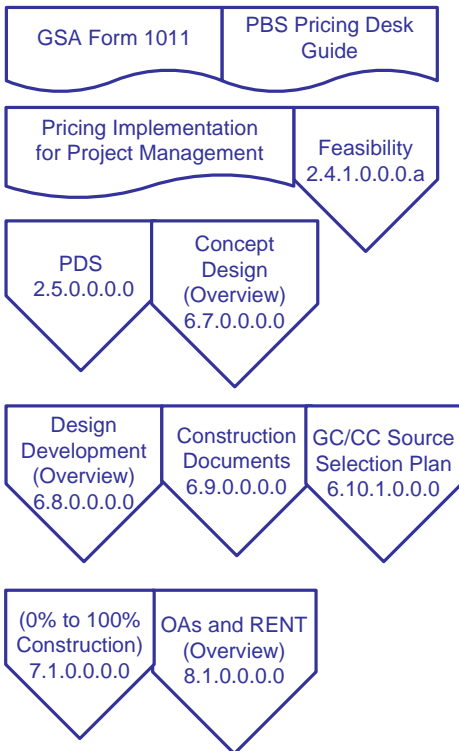 GSA Form 1011
PBS Pricing Desk
Guide
Pricing Implementation
for Project Management
Feasibility
2.4.1.0.0.0.a
PDS
2.5.0.0.0.0
Concept
Design
(Overview)
6.7.0.0.0.0
Design
Development
(Overview)
6.8.0.0.0.0
Construction
Documents
6.9.0.0.0.0
GC/CC Source
Selection Plan
6.10.1.0.0.0
(0% to 100%
Construction)
7.1.0.0.0.0
OAs and RENT
(Overview)
8.1.0.0.0.0